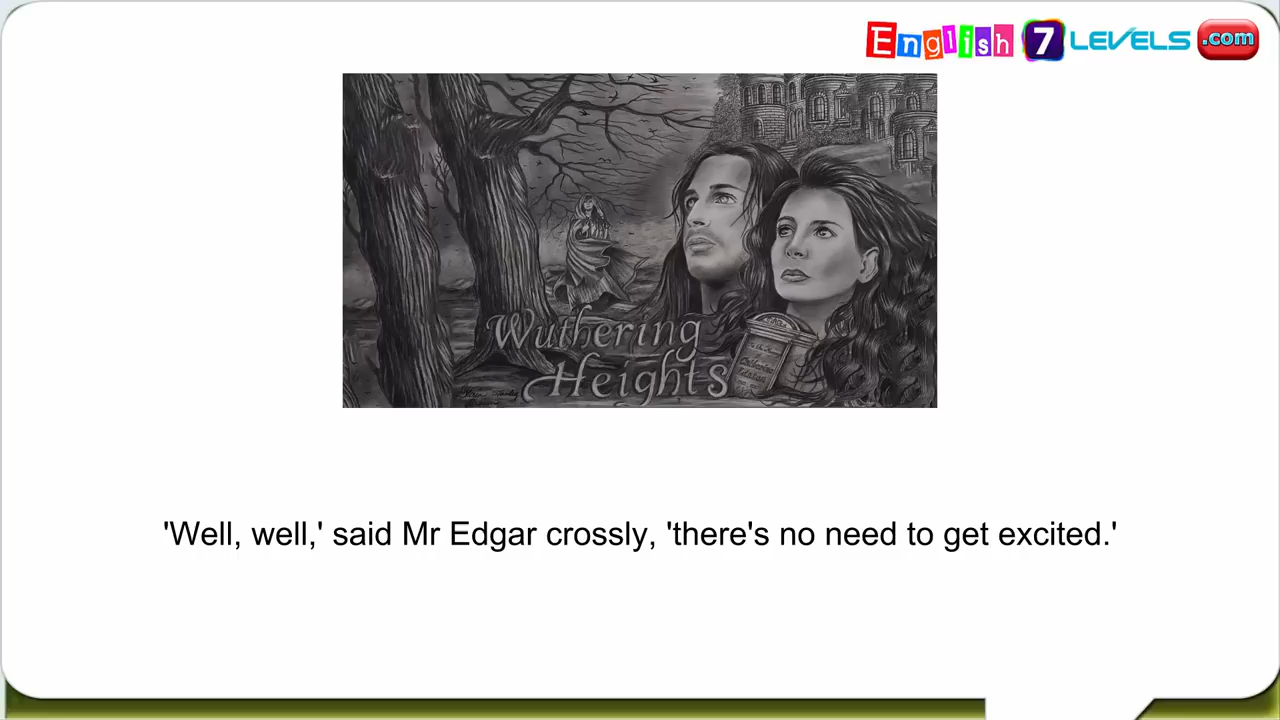 English 7 LEVELS .com
Wuthering
Heights
'Well, well,' said Mr Edgar crossly, 'there's no need to get excited.'